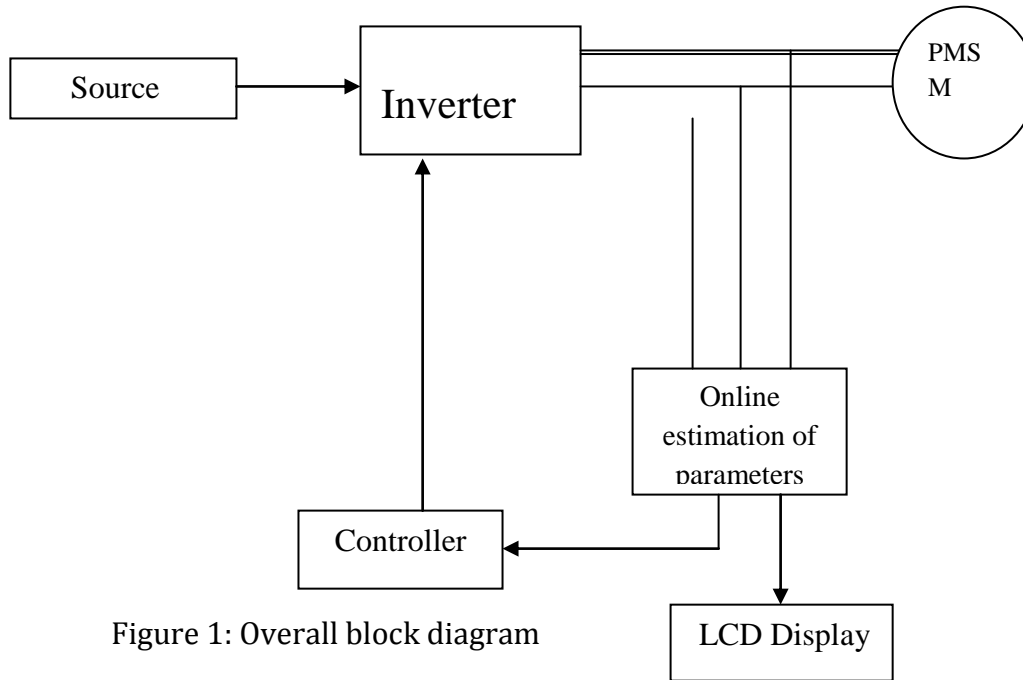 PMS
M
Source
Inverter
Online
estimation of
parameters
Controller
Figure 1: Overall block diagram
LCD Display